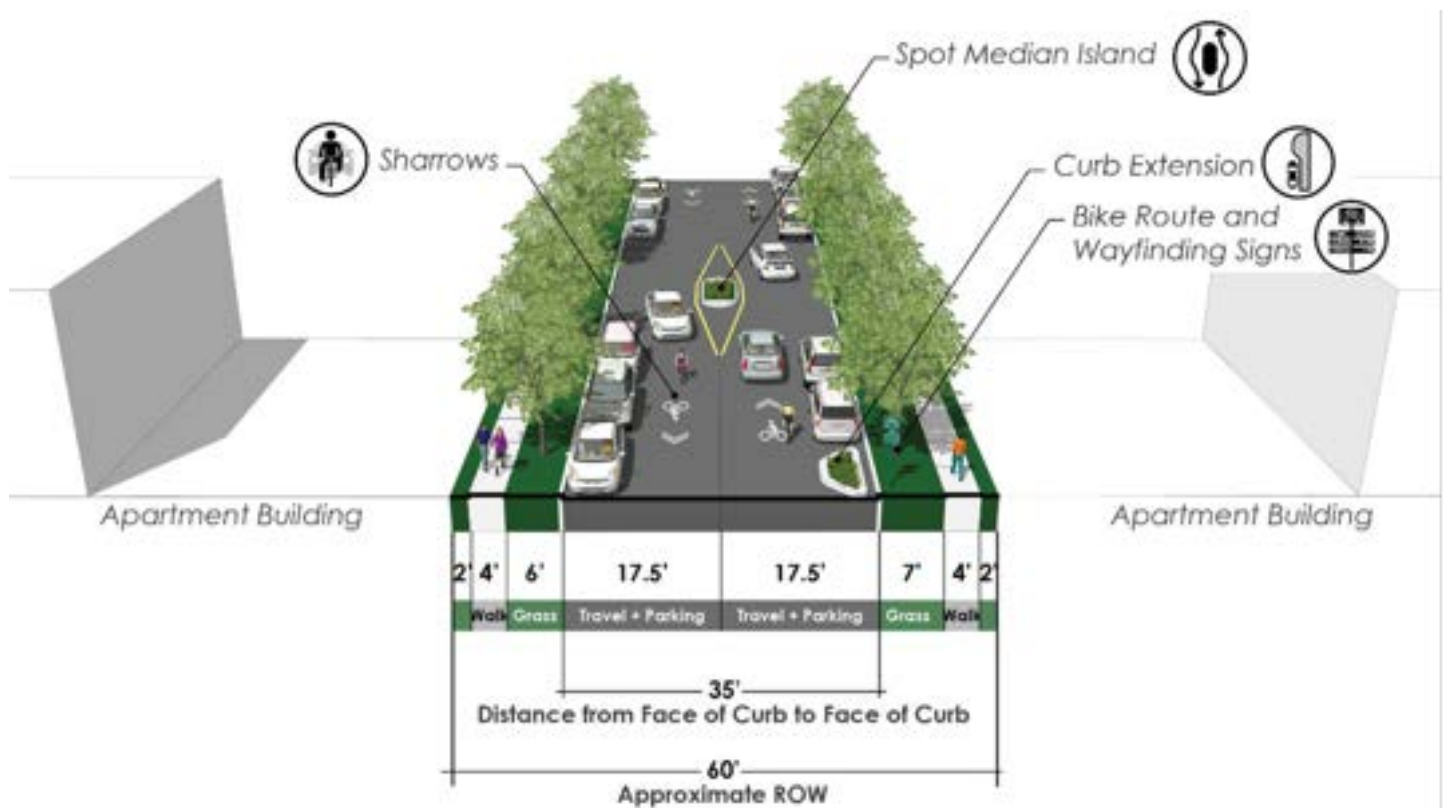 Spot Median Island
Sharrows
Curb Extension
Bike Route and
Wayfinding Signs
Apartment Building
Apartment Building
2' 4' 6' 17.5' 17.5' 7' 4' 2'
Walk Grass Travel + Parking Travel + Parking Grass Walk
35'
Distance from Face of Curb to Face of Curb
60'
Approximate ROW